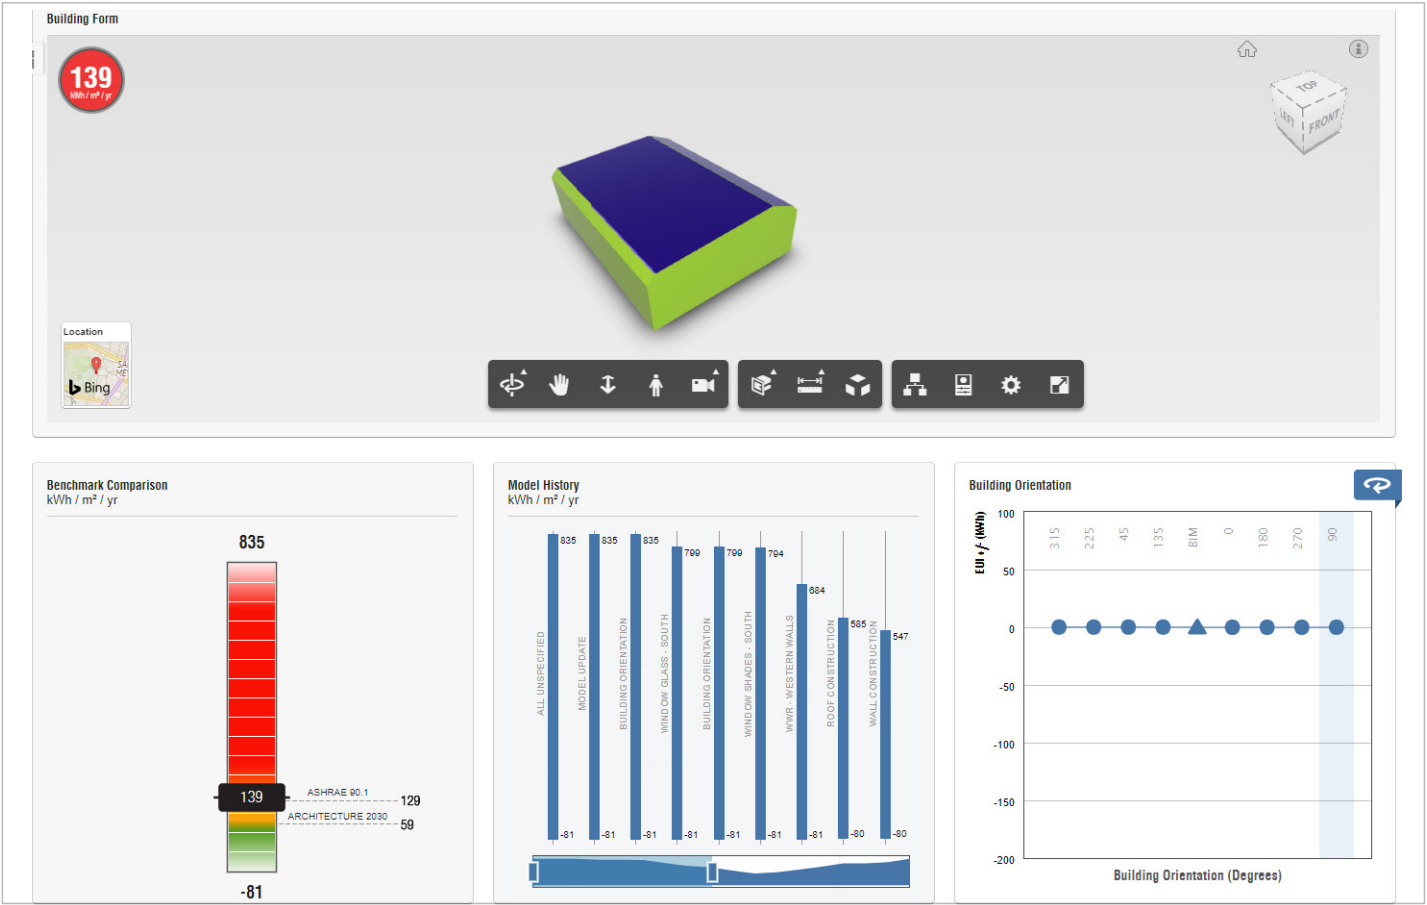 Building Form
139
kWh / m² / yr
TOP
LEFT
FRONT
Location
SA
ME
Bing
Benchmark Comparison
kWh / m² / yr
835
139
ASHRAE 90.1
129
ARCHITECTURE 2030
59
-81
Model History
kWh / m² / yr
835
835
835
799
799
794
684
585
547
ALL UNSPECIFIED
MODEL UPDATE
BUILDING ORIENTATION
WINDOW GLASS - SOUTH
BUILDING ORIENTATION
WINDOW SHADES - SOUTH
WWR - WESTERN WALLS
ROOF CONSTRUCTION
WALL CONSTRUCTION
-81
-81
-81
-81
-81
-81
-81
-80
-80
Building Orientation
EUI +/- (kWh)
100
50
0
-50
-100
-150
-200
315
225
45
135
BIM
0
180
270
90
Building Orientation (Degrees)